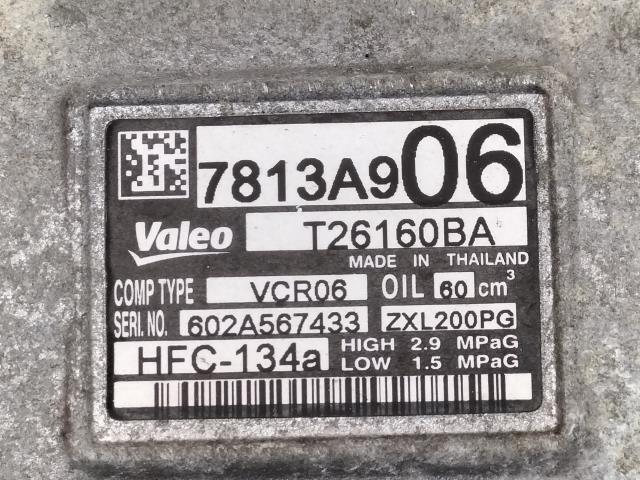 7813A906
Valeo T26160BA
MADE IN THAILAND
COMP TYPE VCR06 OIL 60 cm³
SERI. NO. 602A567433 ZXL200PG
HFC-134a HIGH 2.9 MPaG
LOW 1.5 MPaG